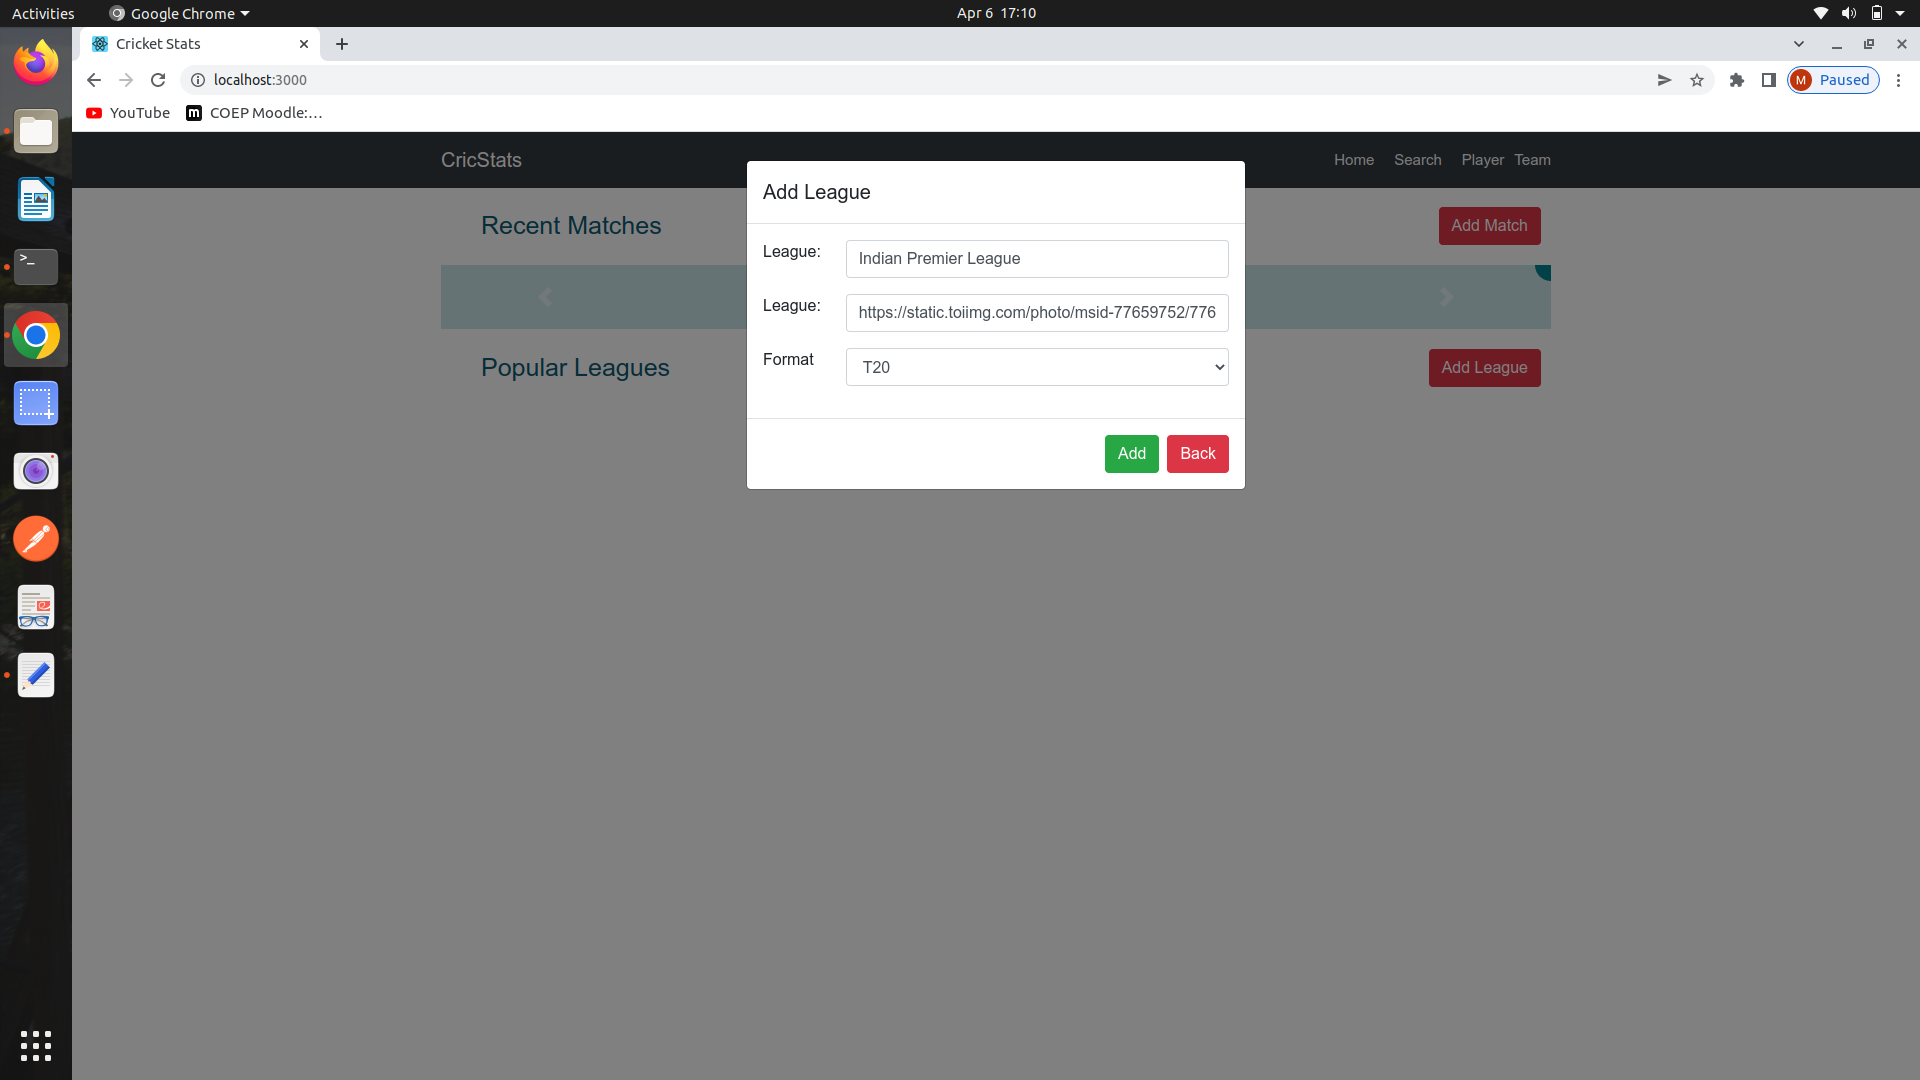 Activities
Google Chrome
Apr 6 17:10
Cricket Stats
localhost:3000
M Paused
YouTube
m COEP Moodle:...
CricStats
Home Search Player Team
Add League
Recent Matches
Add Match
League:
Indian Premier League
League:
https://static.toiimg.com/photo/msid-77659752/776
Popular Leagues
Format
T20
Add League
Add
Back
>_